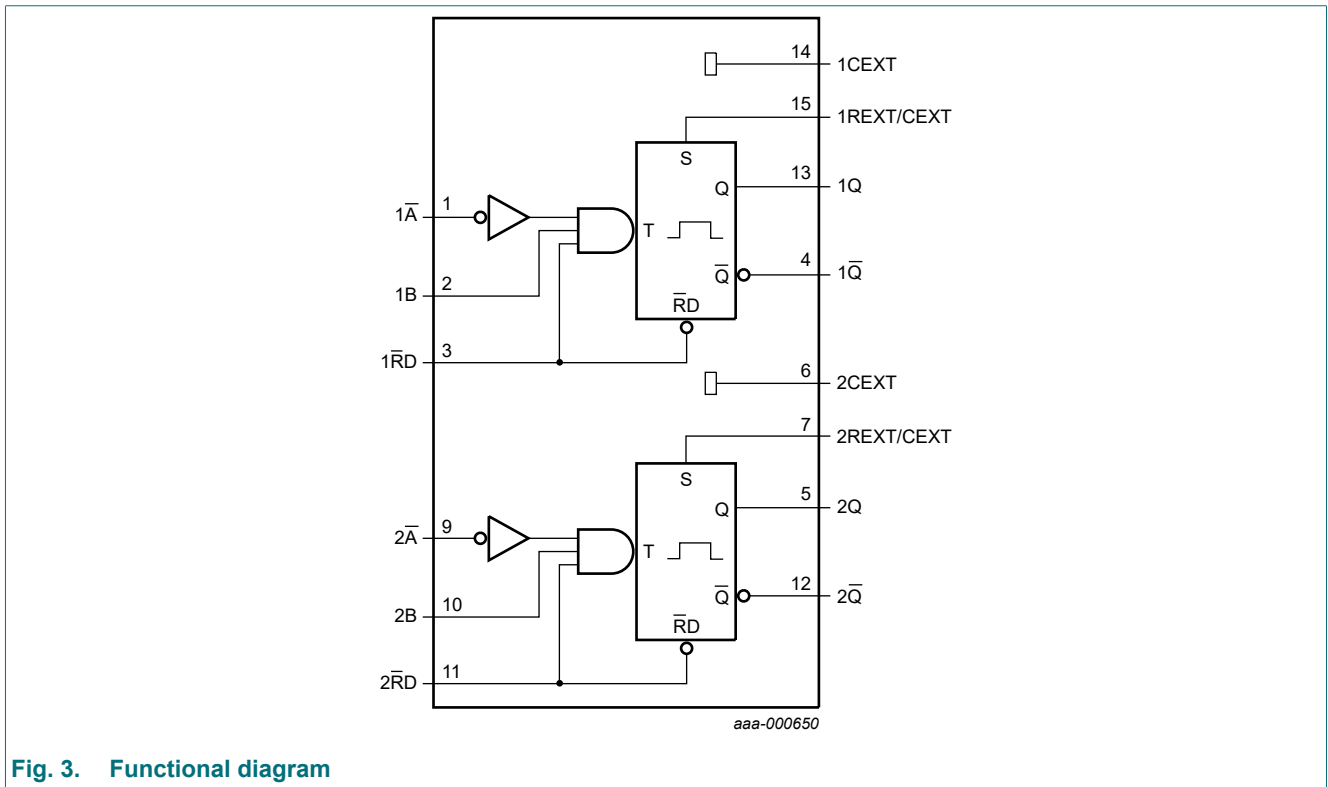 14 1CEXT
15 1REXT/CEXT
S
Q 13 1Q
1A̅ 1
T
Q̅ 4 1Q̅
1B 2
R̅D
1R̅D 3
6 2CEXT
7 2REXT/CEXT
S
Q 5 2Q
2A̅ 9
T
Q̅ 12 2Q̅
2B 10
R̅D
2R̅D 11
aaa-000650
Fig. 3. Functional diagram